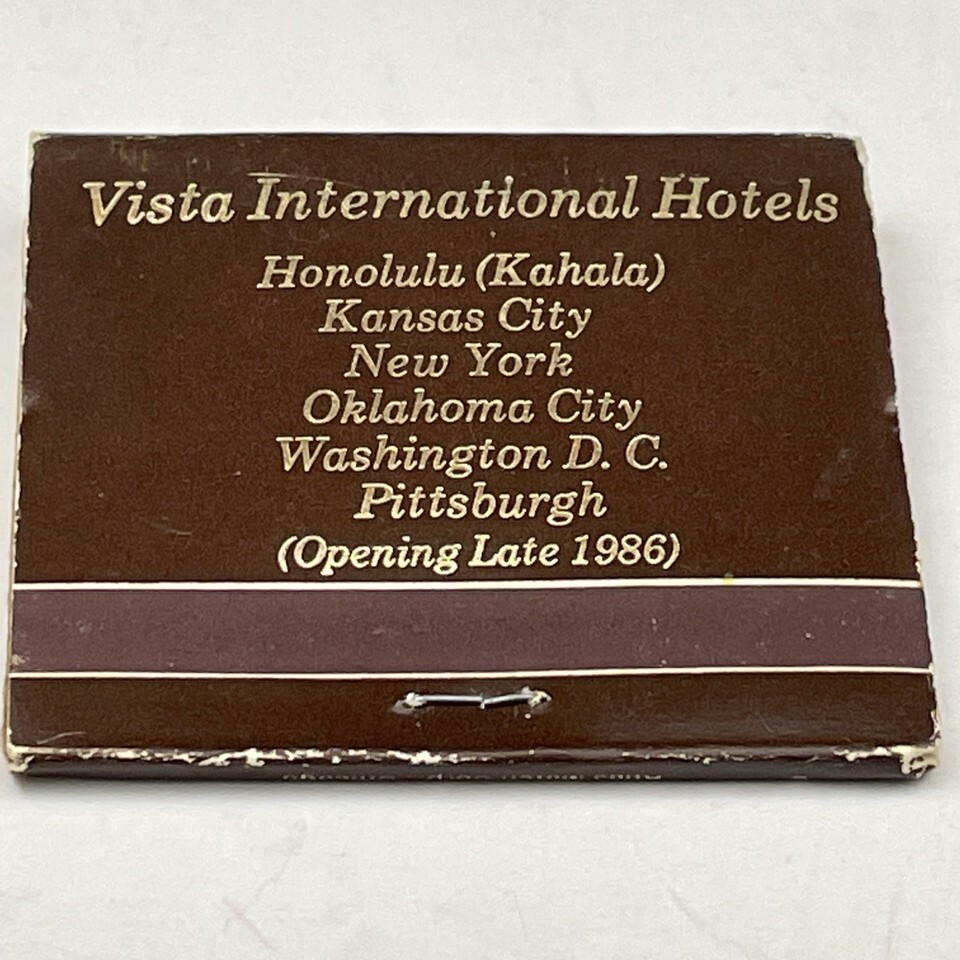 Vista International Hotels
Honolulu (Kahala)
Kansas City
New York
Oklahoma City
Washington D. C.
Pittsburgh
(Opening Late 1986)